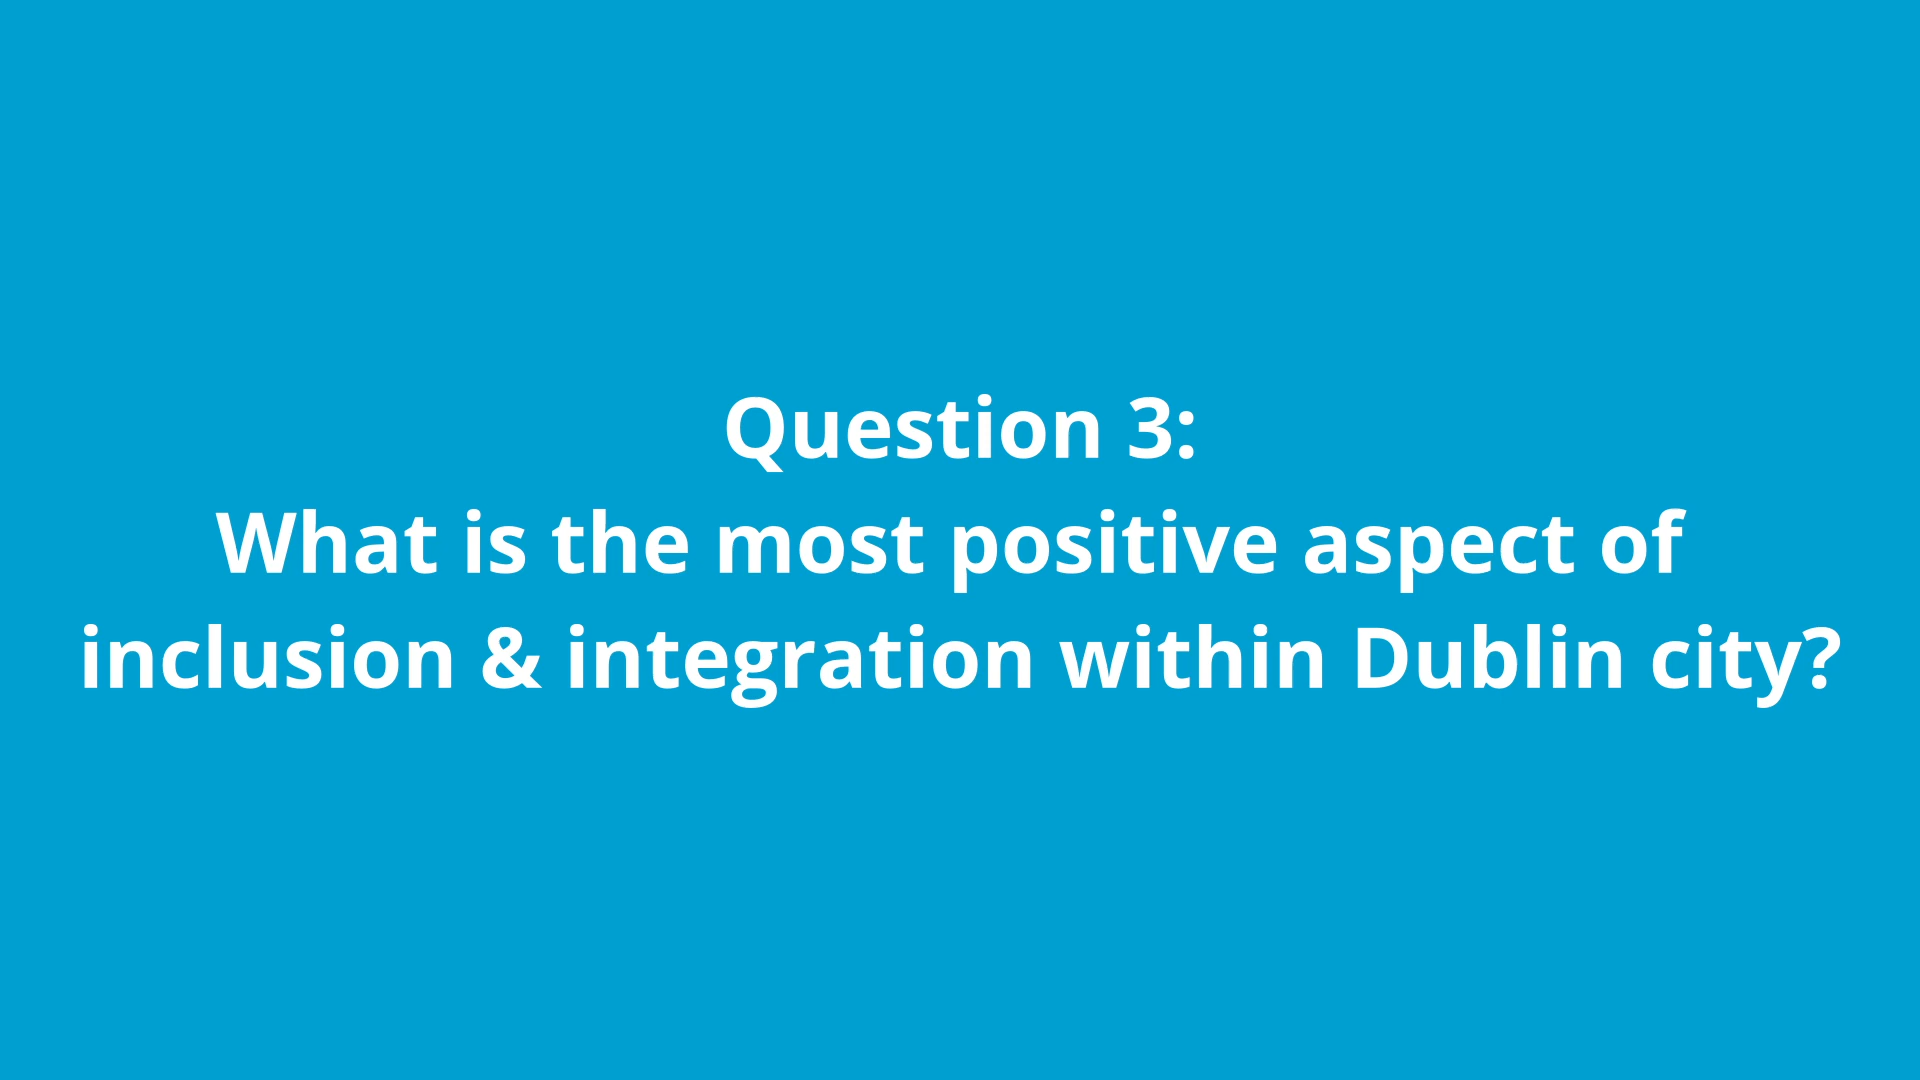 Question 3:
What is the most positive aspect of
inclusion & integration within Dublin city?